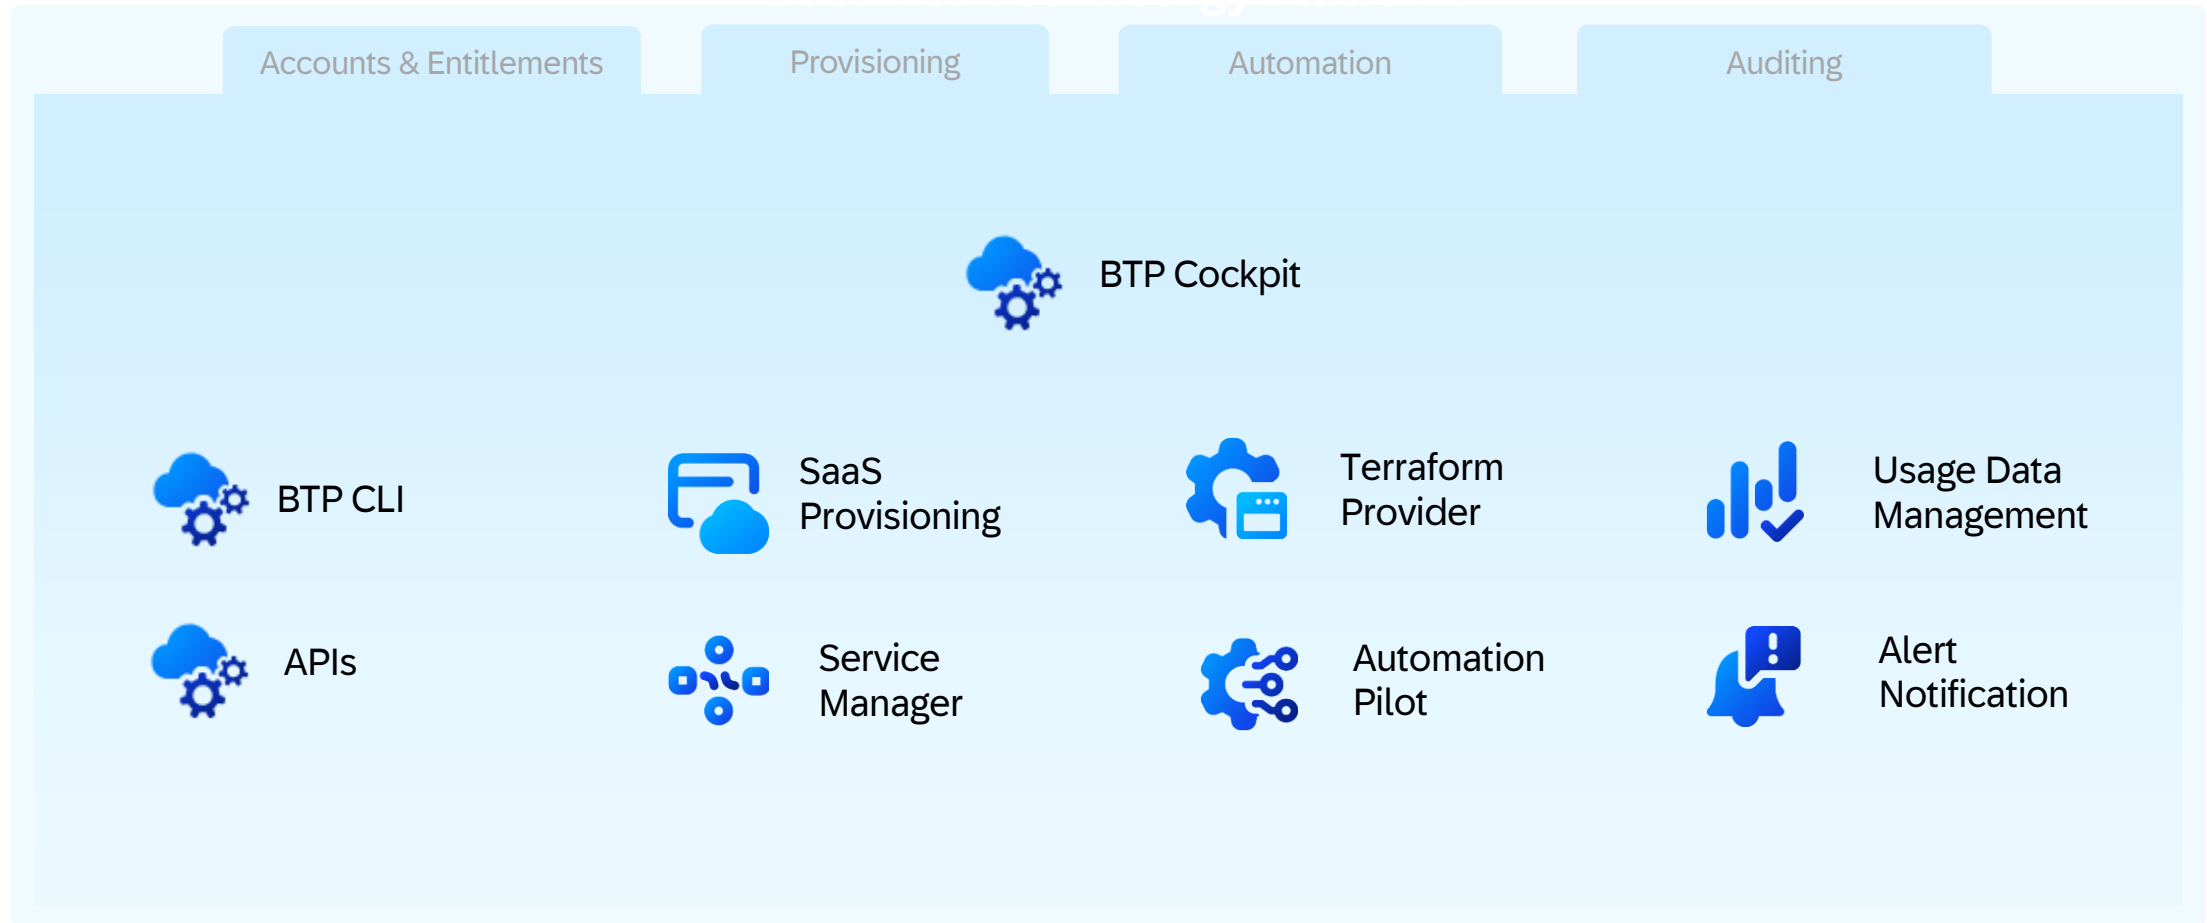 Accounts & Entitlements
Provisioning
Automation
Auditing
BTP Cockpit
BTP CLI
SaaS
Provisioning
Terraform
Provider
Usage Data
Management
APIs
Service
Manager
Automation
Pilot
Alert
Notification